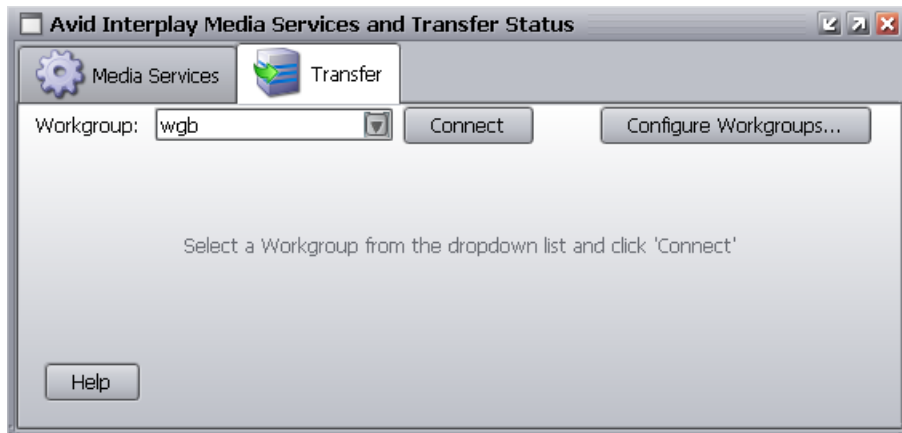 Avid Interplay Media Services and Transfer Status
Media Services Transfer
Workgroup: wgb Connect Configure Workgroups...
Select a Workgroup from the dropdown list and click 'Connect'
Help